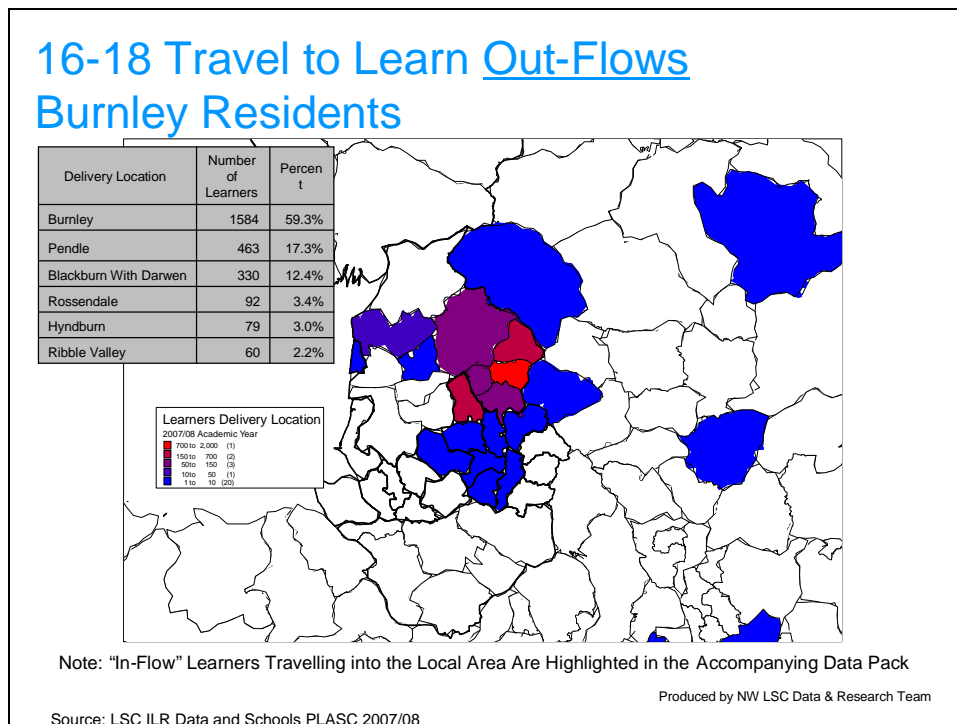 16-18 Travel to Learn Out-Flows
Burnley Residents
Delivery Location Number of Learners Percent
Burnley 1584 59.3%
Pendle 463 17.3%
Blackburn With Darwen 330 12.4%
Rossendale 92 3.4%
Hyndburn 79 3.0%
Ribble Valley 60 2.2%
Learners Delivery Location
2007/08 Academic Year
700 to 2,000 (1)
150 to 700 (2)
50 to 150 (3)
10 to 50 (1)
1 to 10 (20)
Note: “In-Flow” Learners Travelling into the Local Area Are Highlighted in the Accompanying Data Pack
Produced by NW LSC Data & Research Team
Source: LSC ILR Data and Schools PLASC 2007/08